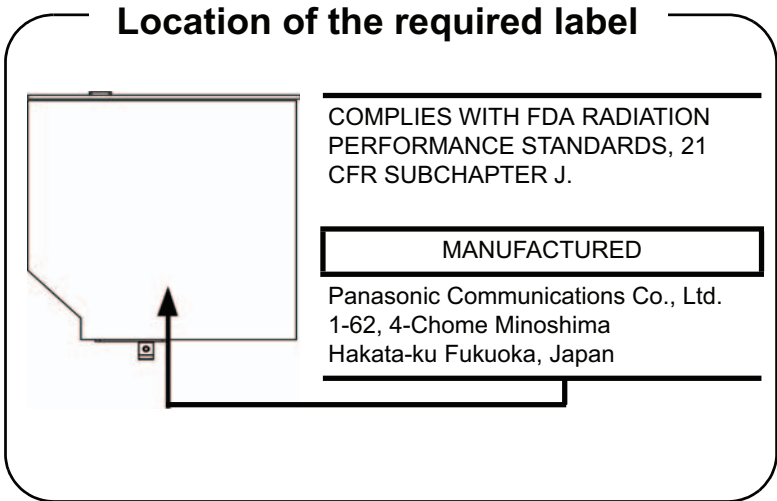 Location of the required label
COMPLIES WITH FDA RADIATION
PERFORMANCE STANDARDS, 21
CFR SUBCHAPTER J.
MANUFACTURED
Panasonic Communications Co., Ltd.
1-62, 4-Chome Minoshima
Hakata-ku Fukuoka, Japan